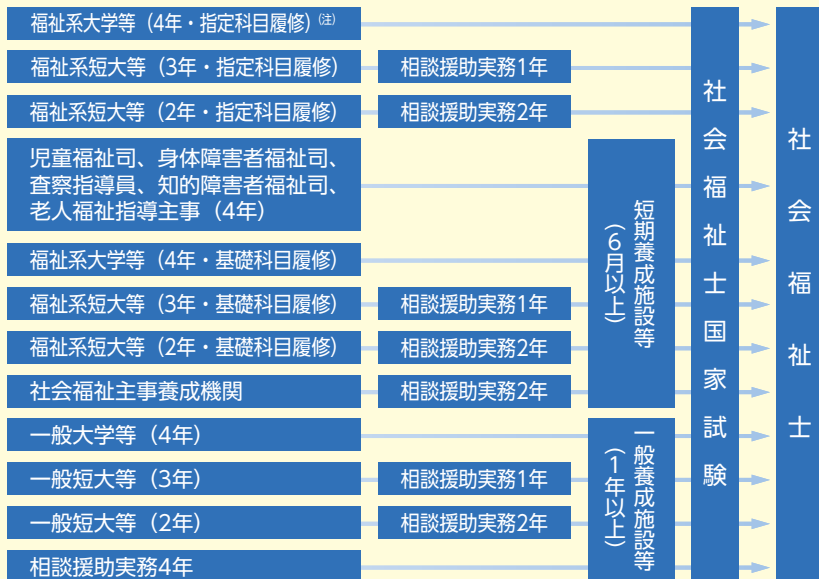 福祉系大学等（4年・指定科目履修）(注)
福祉系短大等（3年・指定科目履修）
相談援助実務1年
福祉系短大等（2年・指定科目履修）
相談援助実務2年
児童福祉司、身体障害者福祉司、
査察指導員、知的障害者福祉司、
老人福祉指導主事（4年）
福祉系大学等（4年・基礎科目履修）
福祉系短大等（3年・基礎科目履修）
相談援助実務1年
福祉系短大等（2年・基礎科目履修）
相談援助実務2年
社会福祉主事養成機関
相談援助実務2年
短期養成施設等
（6月以上）
一般大学等（4年）
一般短大等（3年）
相談援助実務1年
一般短大等（2年）
相談援助実務2年
相談援助実務4年
一般養成施設等
（1年以上）
社会福祉士国家試験
社会福祉士